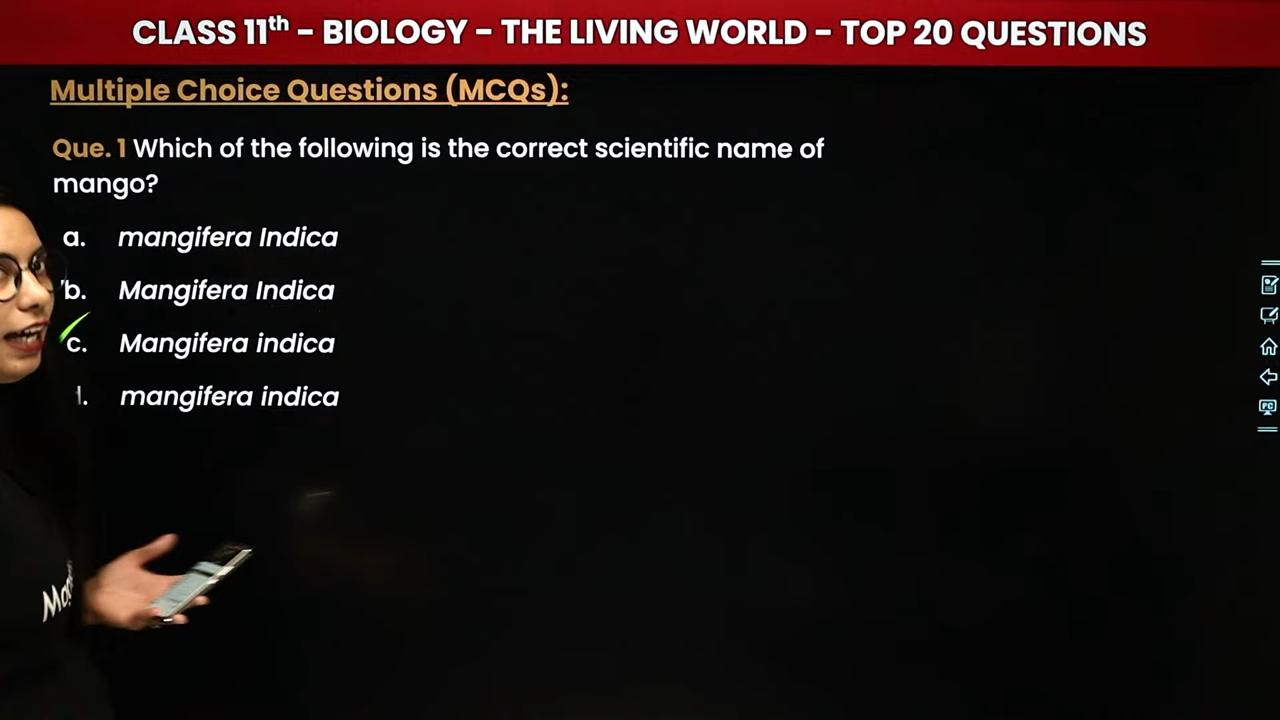 CLASS 11th – BIOLOGY – THE LIVING WORLD – TOP 20 QUESTIONS
Multiple Choice Questions (MCQs):
Que. 1 Which of the following is the correct scientific name of
mango?
a. mangifera Indica
b. Mangifera Indica
c. Mangifera indica
mangifera indica
PC